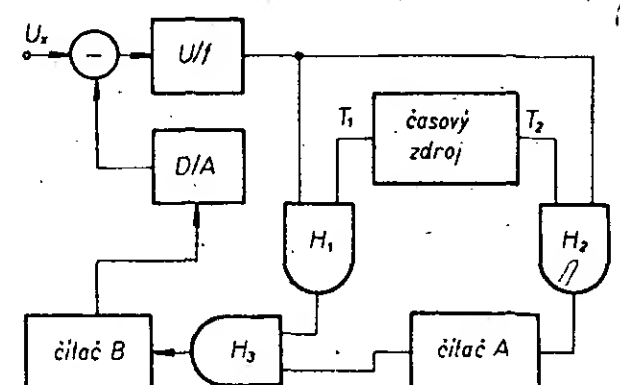 Uₓ
−
U/f
T₁
časový
zdroj
T₂
D/A
H₁
H₂
čítač B
H₃
čítač A